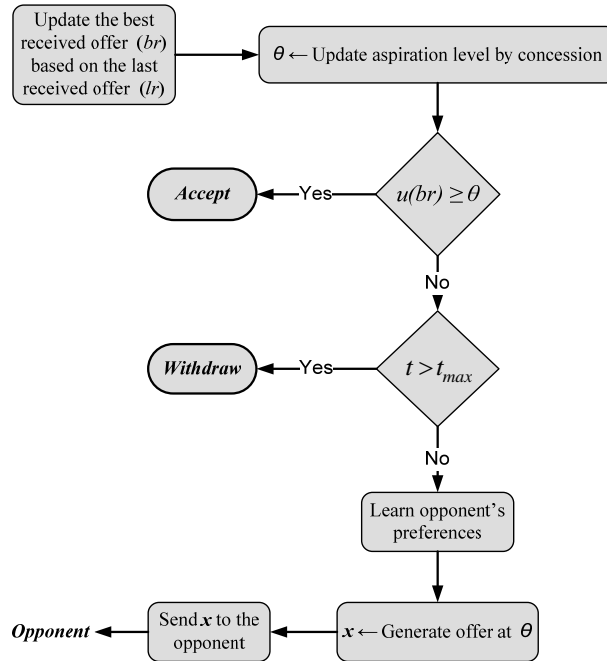 Update the best
received offer (br)
based on the last
received offer (lr)
θ ← Update aspiration level by concession
u(br) ≥ θ
Yes
Accept
No
t > t_max
Yes
Withdraw
No
Learn opponent's
preferences
x ← Generate offer at θ
Send x to the
opponent
Opponent